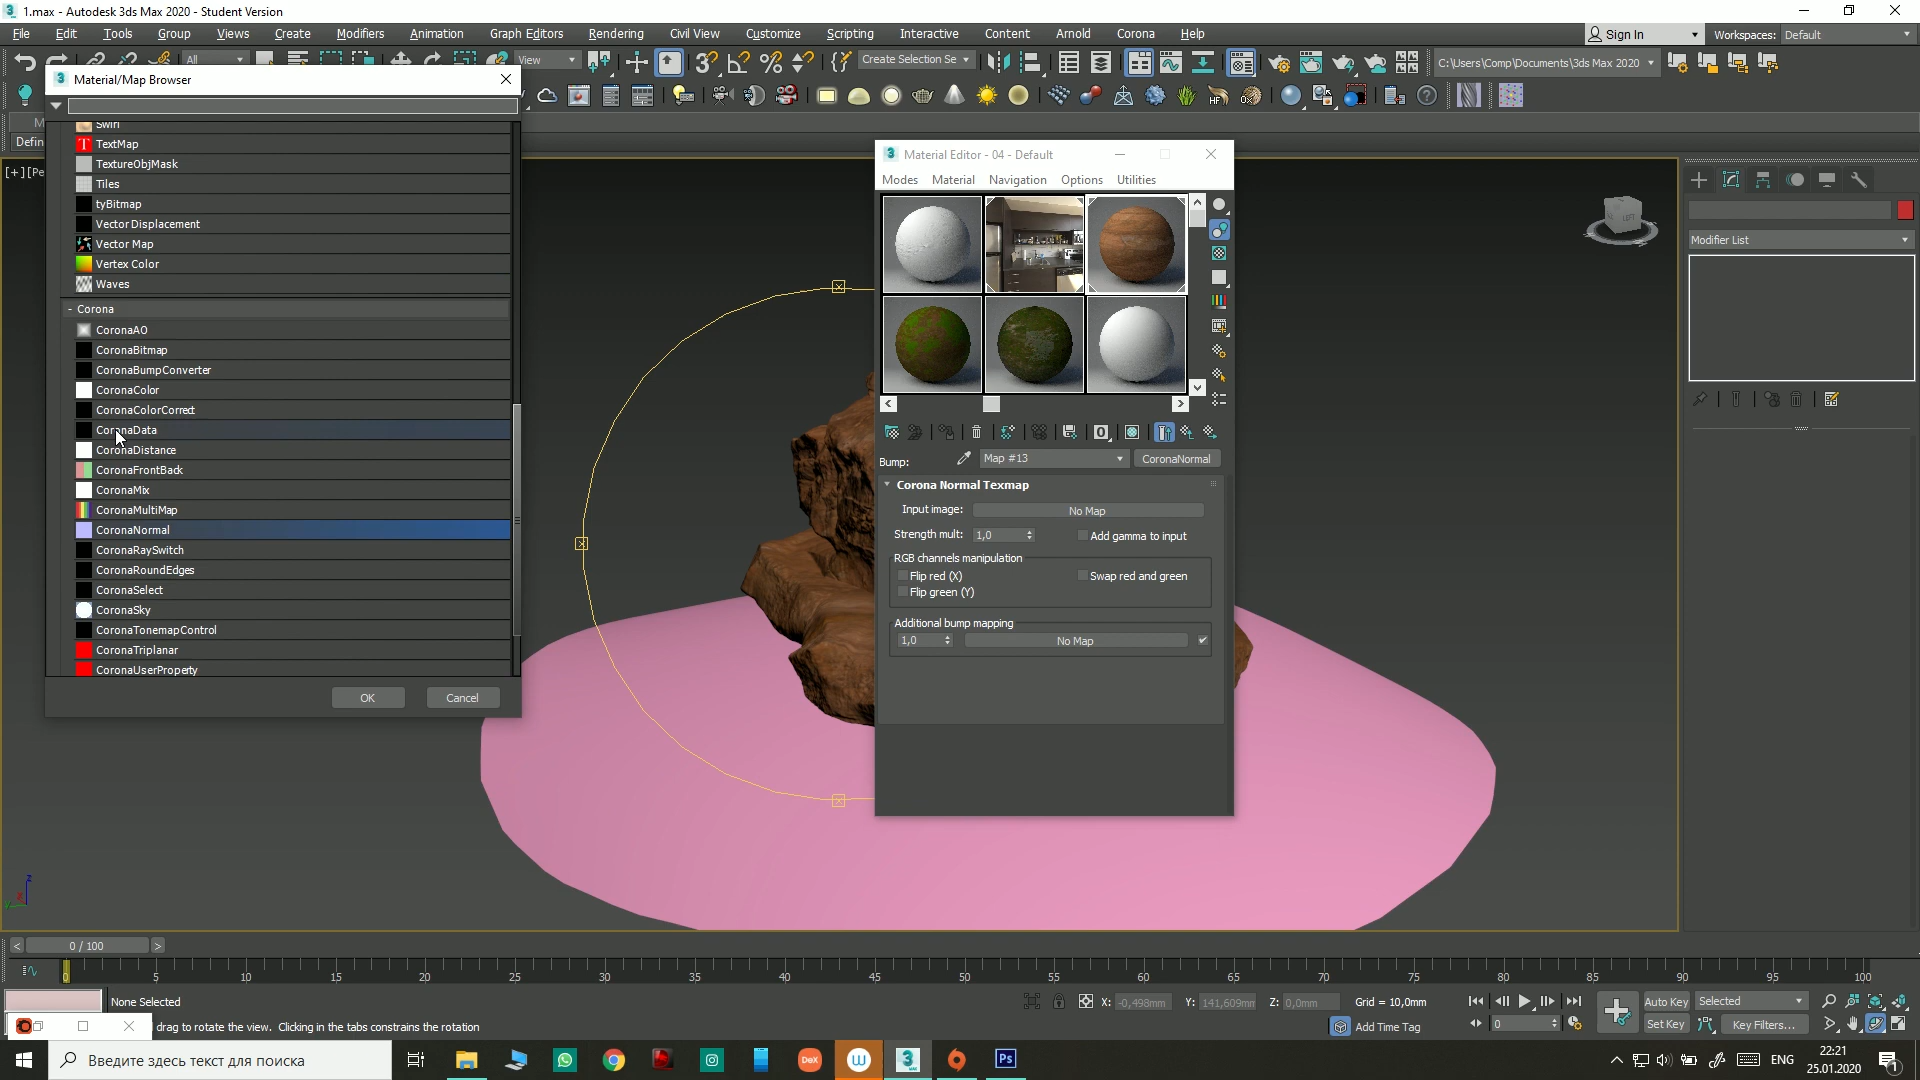 1.max - Autodesk 3ds Max 2020 - Student Version
File Edit Tools Group Views Create Modifiers Animation Graph Editors Rendering Civil View Customize Scripting Interactive Content Arnold Corona Help
Sign In Workspaces: Default
All View Create Selection Se C:\Users\Comp\Documents\3ds Max 2020
Material/Map Browser
Defin
[+] [Pe
Swirl
TextMap
TextureObjMask
Tiles
tyBitmap
Vector Displacement
Vector Map
Vertex Color
Waves
- Corona
CoronaAO
CoronaBitmap
CoronaBumpConverter
CoronaColor
CoronaColorCorrect
CoronaData
CoronaDistance
CoronaFrontBack
CoronaMix
CoronaMultiMap
CoronaNormal
CoronaRaySwitch
CoronaRoundEdges
CoronaSelect
CoronaSky
CoronaTonemapControl
CoronaTriplanar
CoronaUserProperty
OK Cancel
Material Editor - 04 - Default
Modes Material Navigation Options Utilities
Bump: Map #13 CoronaNormal
Corona Normal Texmap
Input image: No Map
Strength mult: 1,0 Add gamma to input
RGB channels manipulation
Flip red (X) Swap red and green
Flip green (Y)
Additional bump mapping
1,0 No Map
LEFT
Modifier List
< 0 / 100 >
0 5 10 15 20 25 30 35 40 45 50 55 60 65 70 75 80 85 90 95 100
None Selected X: -0,498mm Y: 141,609mm Z: 0,0mm Grid = 10,0mm Auto Key Selected
drag to rotate the view. Clicking in the tabs constrains the rotation Add Time Tag 0 Set Key Key Filters...
Введите здесь текст для поиска
DeX
W
3
MAX
Ps
ENG
22:21
25.01.2020
1